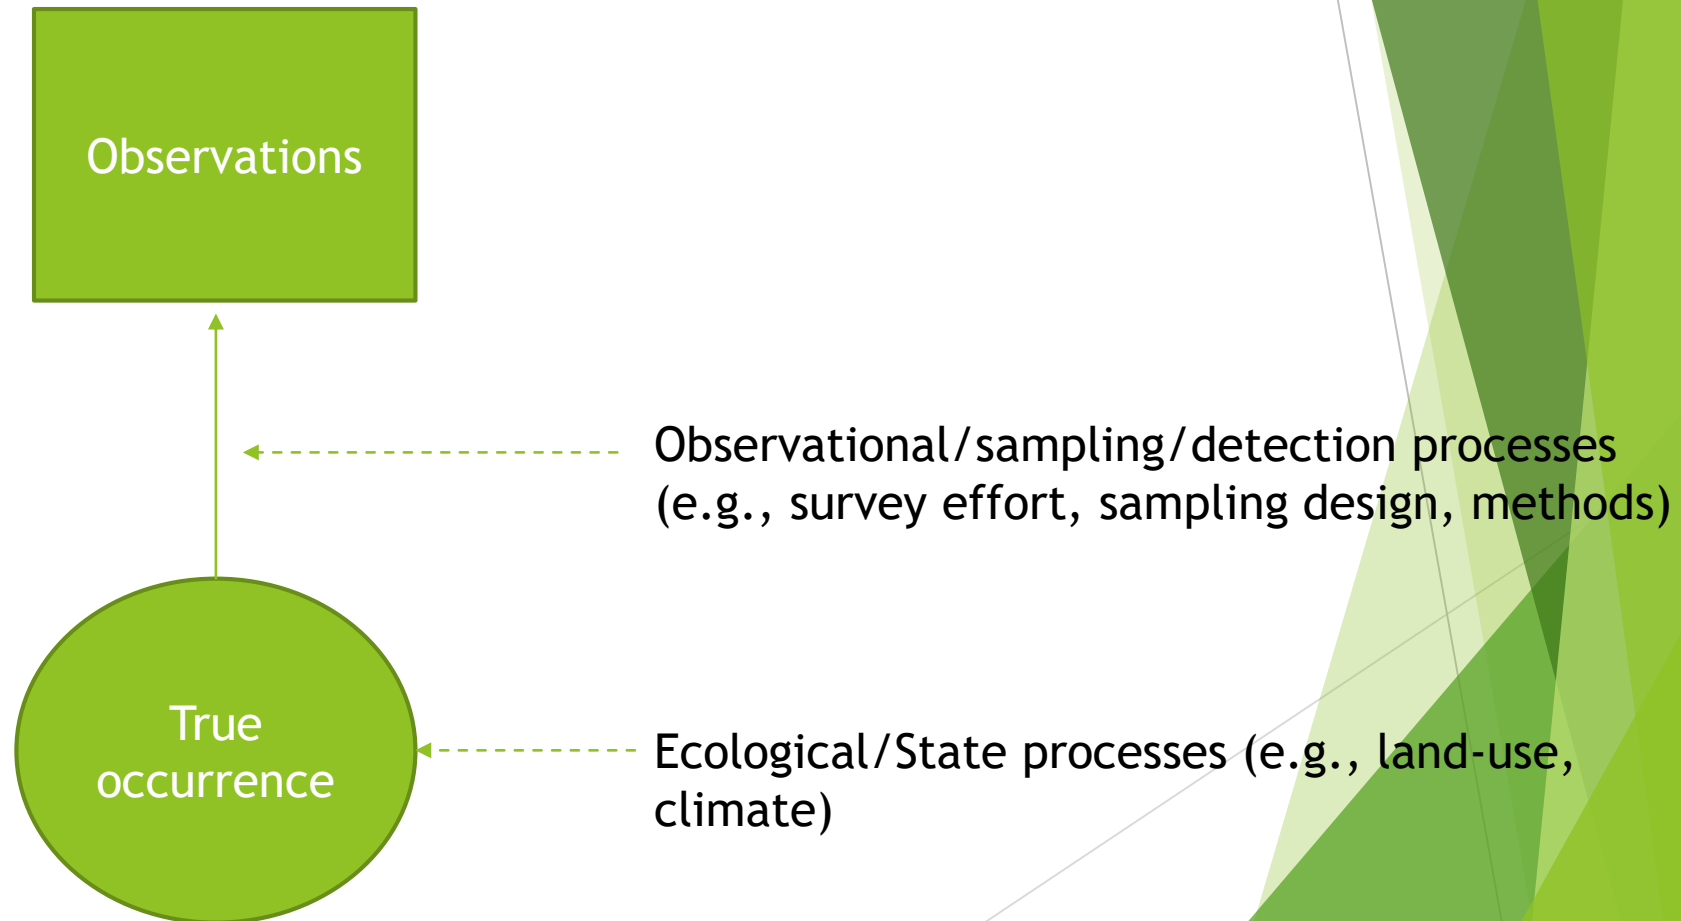 Observations
Observational/sampling/detection processes
(e.g., survey effort, sampling design, methods)
True
occurrence
Ecological/State processes (e.g., land-use,
climate)